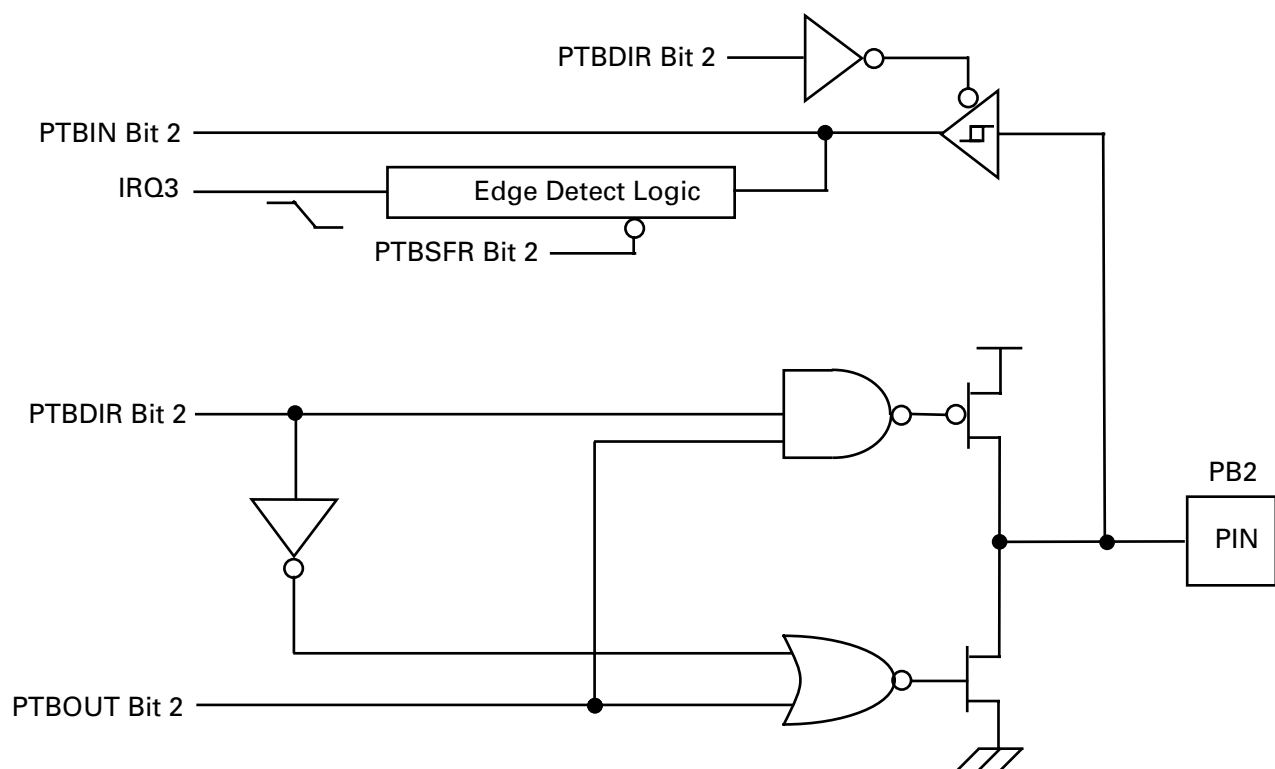 PTBDIR Bit 2
PTBIN Bit 2
IRQ3
Edge Detect Logic
PTBSFR Bit 2
PTBDIR Bit 2
PB2
PIN
PTBOUT Bit 2